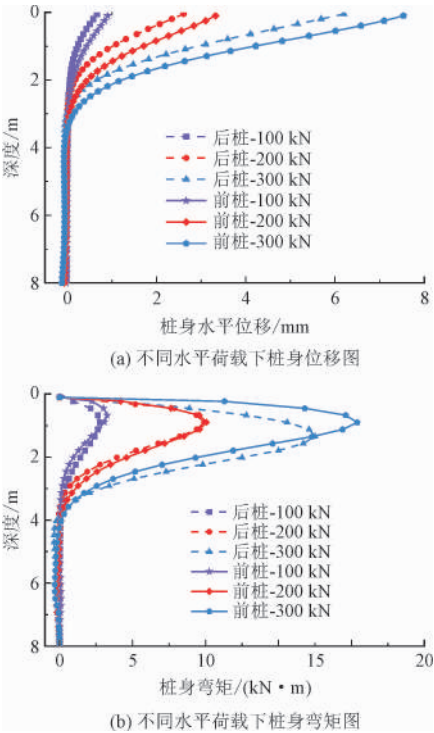 0
2
4
6
8
深度/m
后桩-100 kN
后桩-200 kN
后桩-300 kN
前桩-100 kN
前桩-200 kN
前桩-300 kN
0 2 4 6 8
桩身水平位移/mm
(a) 不同水平荷载下桩身位移图
0
2
4
6
8
深度/m
后桩-100 kN
后桩-200 kN
后桩-300 kN
前桩-100 kN
前桩-200 kN
前桩-300 kN
0 5 10 15 20
桩身弯矩/(kN·m)
(b) 不同水平荷载下桩身弯矩图